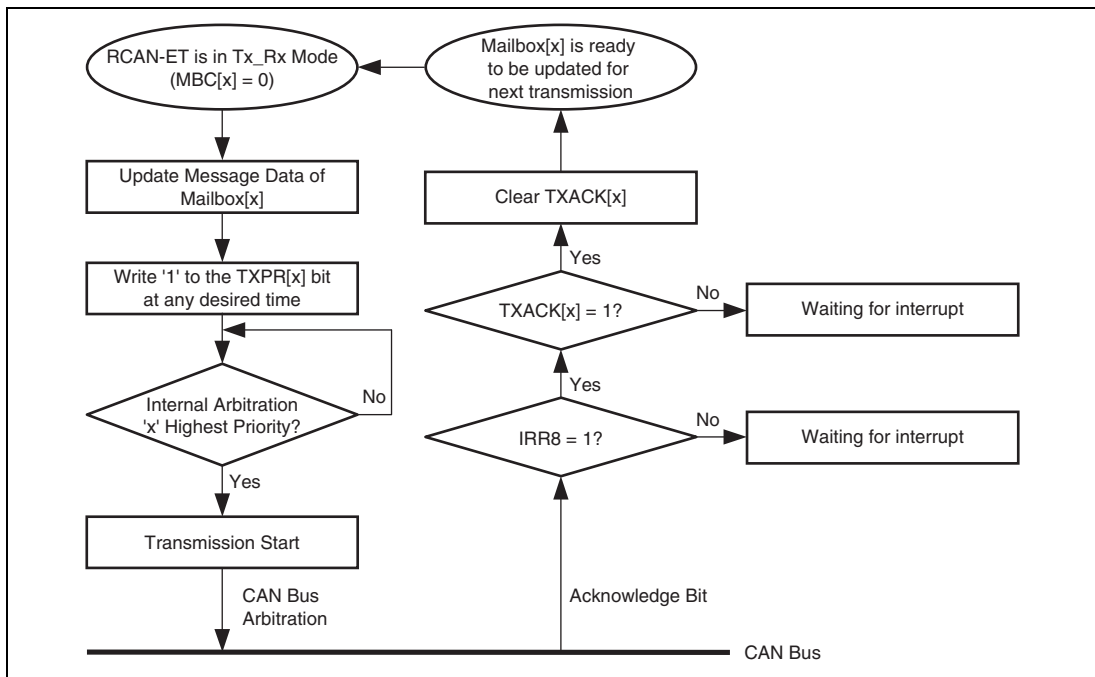 RCAN-ET is in Tx_Rx Mode
(MBC[x] = 0)
Update Message Data of
Mailbox[x]
Write '1' to the TXPR[x] bit
at any desired time
No
Internal Arbitration
'x' Highest Priority?
Yes
Transmission Start
CAN Bus
Arbitration
Mailbox[x] is ready
to be updated for
next transmission
Clear TXACK[x]
Yes
TXACK[x] = 1?
No
Waiting for interrupt
Yes
IRR8 = 1?
No
Waiting for interrupt
Acknowledge Bit
CAN Bus